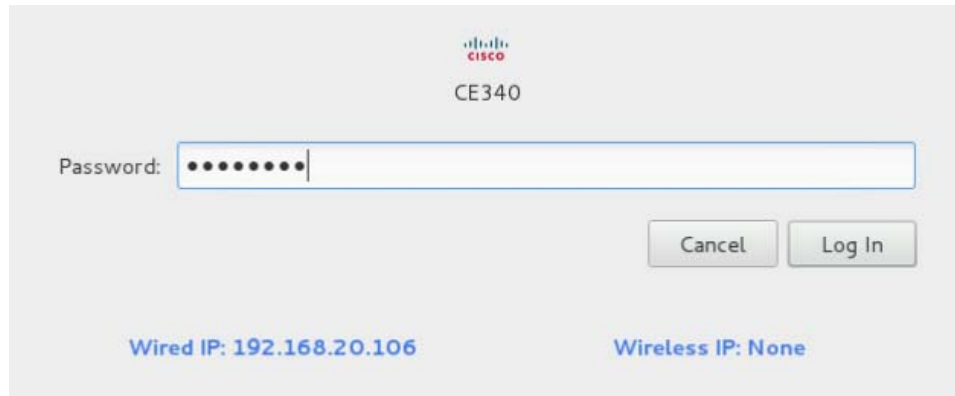 CISCO
CE340
Password: ••••••••
Cancel Log In
Wired IP: 192.168.20.106 Wireless IP: None